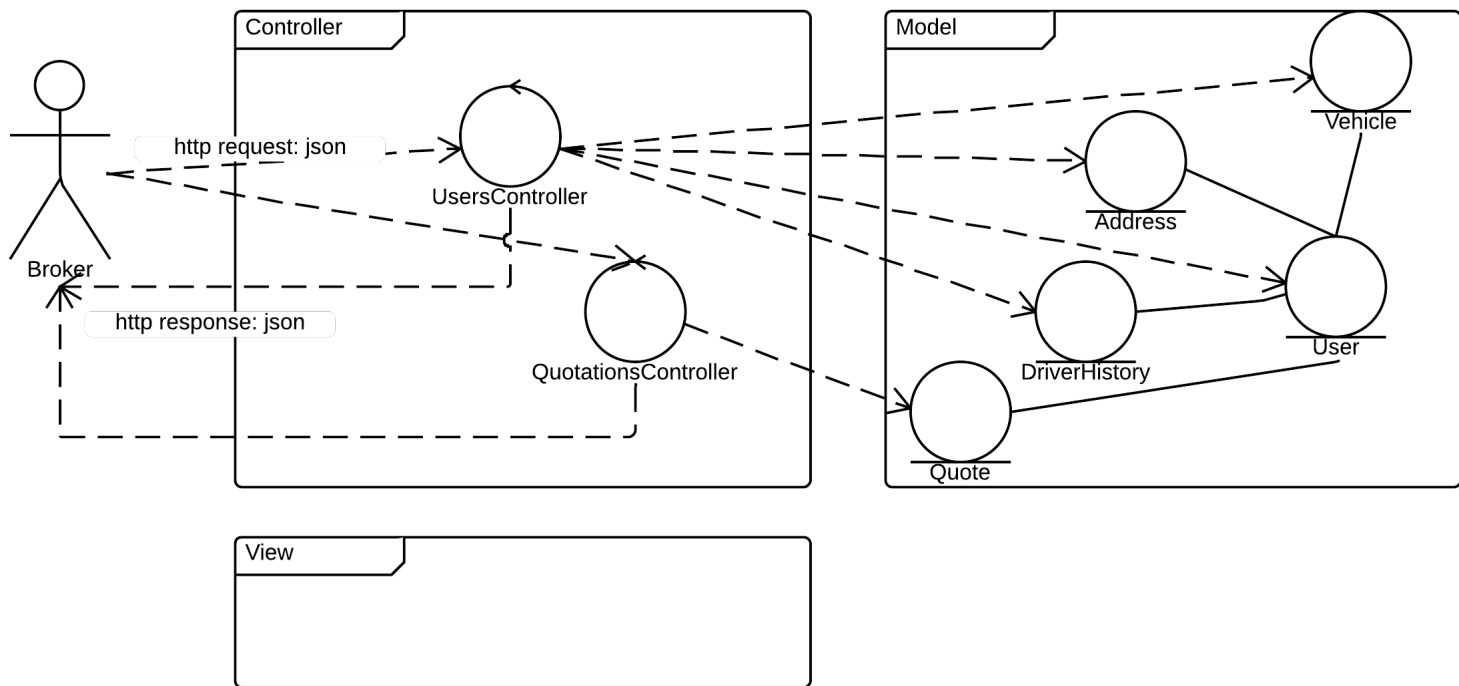 Controller
Model
http request: json
Vehicle
UsersController
Address
Broker
http response: json
User
QuotationsController
DriverHistory
Quote
View